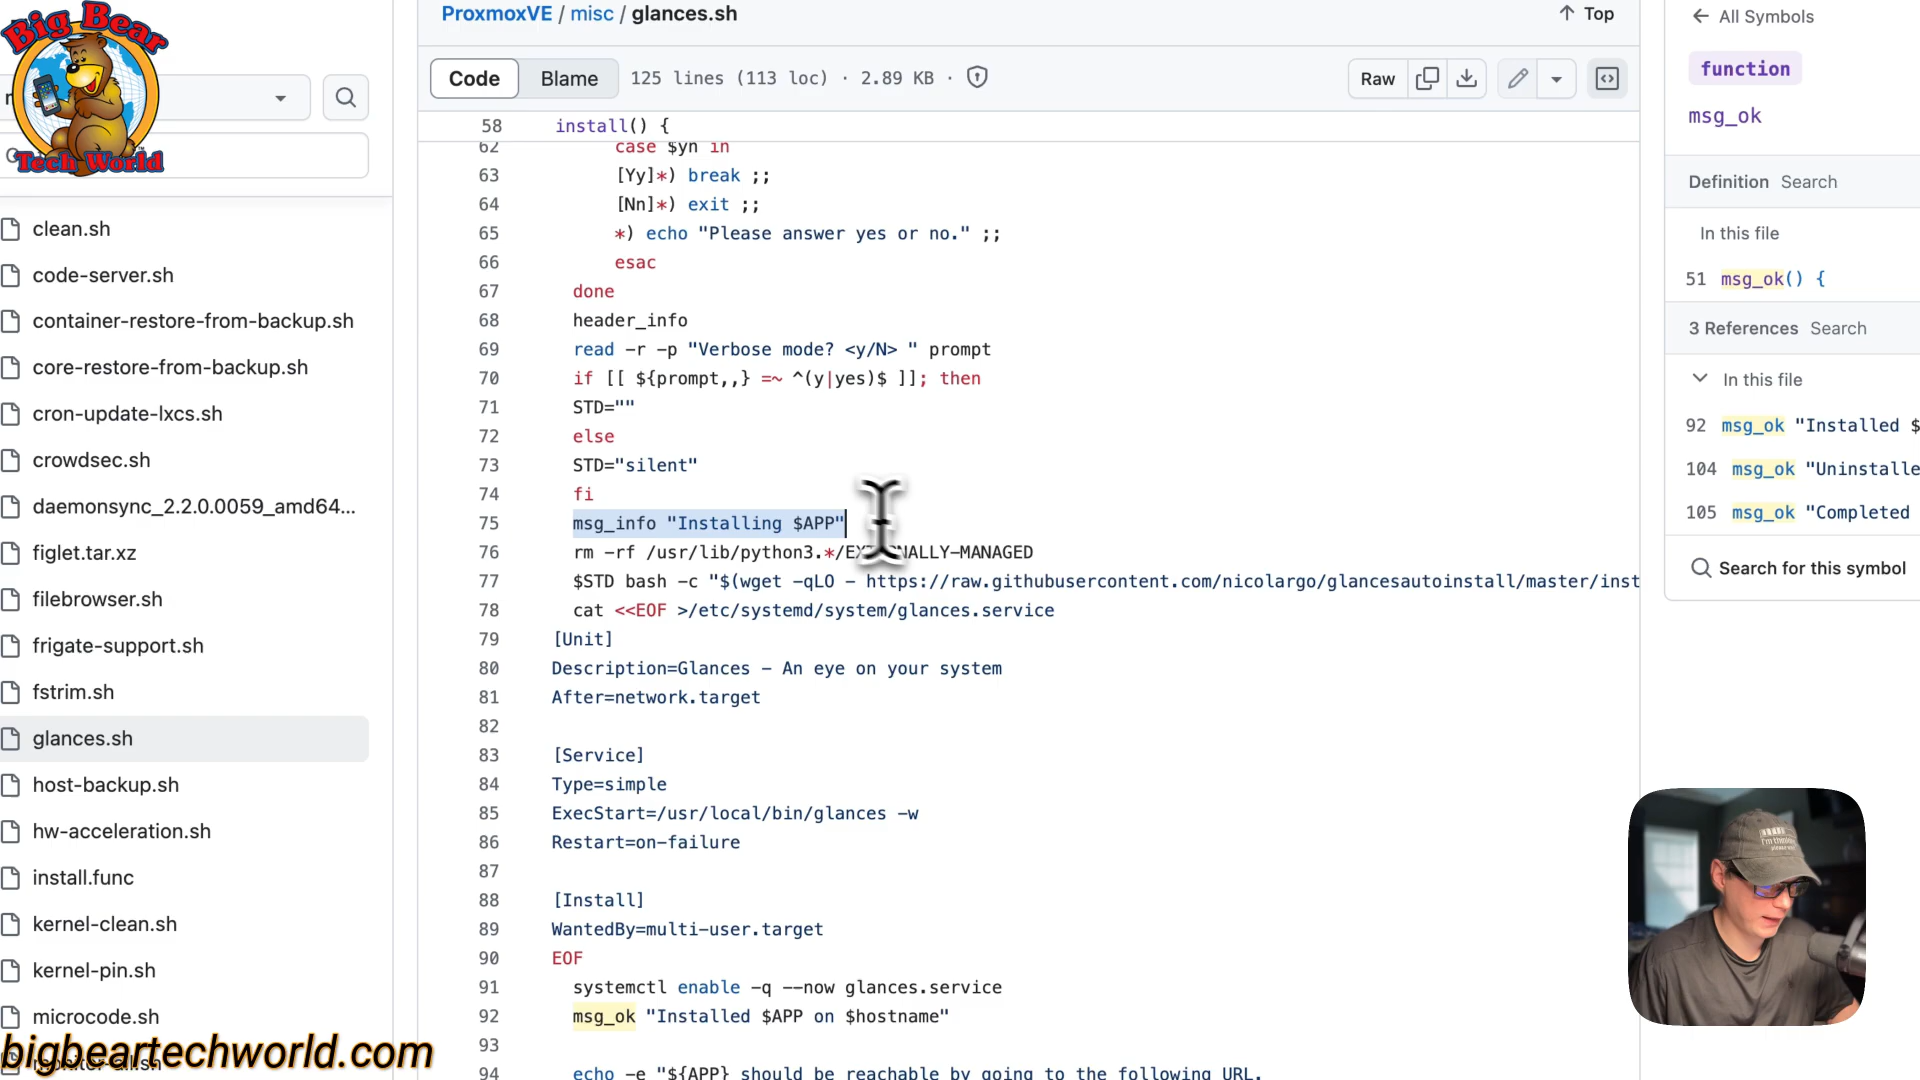 Big Bear
Tech World
ProxmoxVE / misc / glances.sh
Top
Code
Blame
125 lines (113 loc) · 2.89 KB ·
Raw
58 install() {
62 case $yn in
63 [Yy]*) break ;;
64 [Nn]*) exit ;;
65 *) echo "Please answer yes or no." ;;
66 esac
67 done
68 header_info
69 read -r -p "Verbose mode? <y/N> " prompt
70 if [[ ${prompt,,} =~ ^(y|yes)$ ]]; then
71 STD=""
72 else
73 STD="silent"
74 fi
75 msg_info "Installing $APP"
76 rm -rf /usr/lib/python3.*/EXTERNALLY-MANAGED
77 $STD bash -c "$(wget -qLO - https://raw.githubusercontent.com/nicolargo/glancesautoinstall/master/inst
78 cat <<EOF >/etc/systemd/system/glances.service
79 [Unit]
80 Description=Glances - An eye on your system
81 After=network.target
82
83 [Service]
84 Type=simple
85 ExecStart=/usr/local/bin/glances -w
86 Restart=on-failure
87
88 [Install]
89 WantedBy=multi-user.target
90 EOF
91 systemctl enable -q --now glances.service
92 msg_ok "Installed $APP on $hostname"
93
94 echo -e "${APP} should be reachable by going to the following URL.
clean.sh
code-server.sh
container-restore-from-backup.sh
core-restore-from-backup.sh
cron-update-lxcs.sh
crowdsec.sh
daemonsync_2.2.0.0059_amd64...
figlet.tar.xz
filebrowser.sh
frigate-support.sh
fstrim.sh
glances.sh
host-backup.sh
hw-acceleration.sh
install.func
kernel-clean.sh
kernel-pin.sh
microcode.sh
monitor-all.sh
bigbeartechworld.com
All Symbols
function
msg_ok
Definition Search
In this file
51 msg_ok() {
3 References Search
In this file
92 msg_ok "Installed $
104 msg_ok "Uninstalle
105 msg_ok "Completed
Search for this symbol